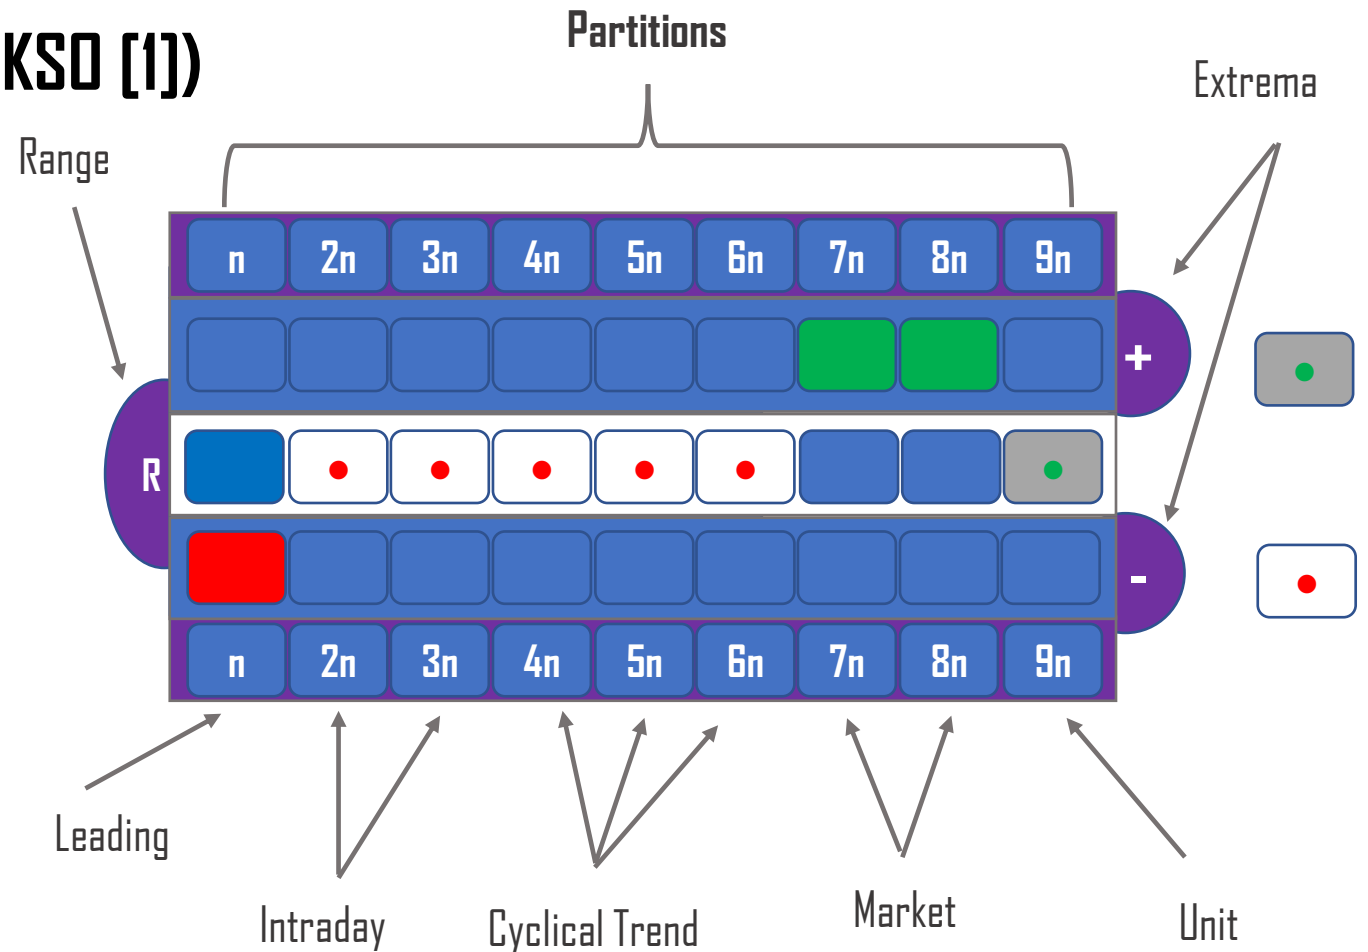 Partitions
KSO [1])
Extrema
Range
n 2n 3n 4n 5n 6n 7n 8n 9n
+
R
-
n 2n 3n 4n 5n 6n 7n 8n 9n
Leading
Intraday
Cyclical Trend
Market
Unit